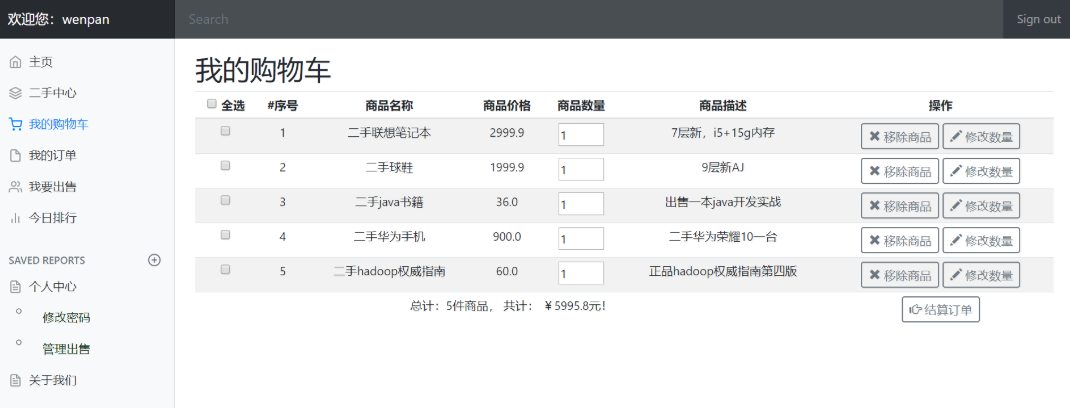 欢迎您：wenpan Search Sign out
主页
二手中心
我的购物车
我的订单
我要出售
今日排行
SAVED REPORTS
个人中心
修改密码
管理出售
关于我们
我的购物车
全选 #序号 商品名称 商品价格 商品数量 商品描述 操作
1 二手联想笔记本 2999.9 1 7层新，i5+15g内存 移除商品 修改数量
2 二手球鞋 1999.9 1 9层新AJ 移除商品 修改数量
3 二手java书籍 36.0 1 出售一本java开发实战 移除商品 修改数量
4 二手华为手机 900.0 1 二手华为荣耀10一台 移除商品 修改数量
5 二手hadoop权威指南 60.0 1 正品hadoop权威指南第四版 移除商品 修改数量
总计：5件商品， 共计： ￥5995.8元! 结算订单